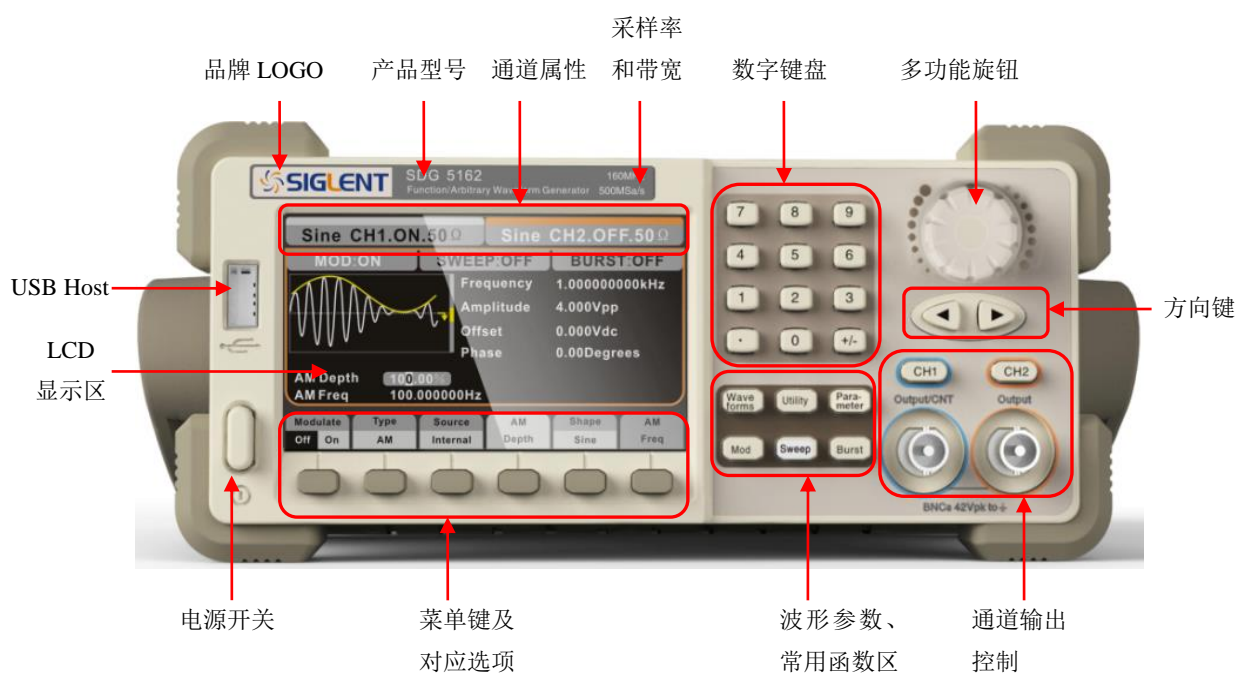 采样率
品牌 LOGO
产品型号
通道属性
和带宽
数字键盘
多功能旋钮
SIGLENT
SDG 5162
Function/Arbitrary Waveform Generator
160MHz
500MSa/s
Sine CH1.ON.50Ω
Sine CH2.OFF.50Ω
MOD:ON
SWEEP:OFF
BURST:OFF
Frequency 1.000000000kHz
Amplitude 4.000Vpp
Offset 0.000Vdc
Phase 0.00Degrees
AM Depth 100.00%
AM Freq 100.000000Hz
Modulate Type Source AM Shape AM
Off On AM Internal Depth Sine Freq
7 8 9
4 5 6
1 2 3
· 0 +/-
Wave
forms
Utility
Para-
meter
Mod Sweep Burst
CH1 CH2
Output/CNT Output
BNCs 42Vpk to
USB Host
LCD
显示区
方向键
电源开关
菜单键及
对应选项
波形参数、
常用函数区
通道输出
控制